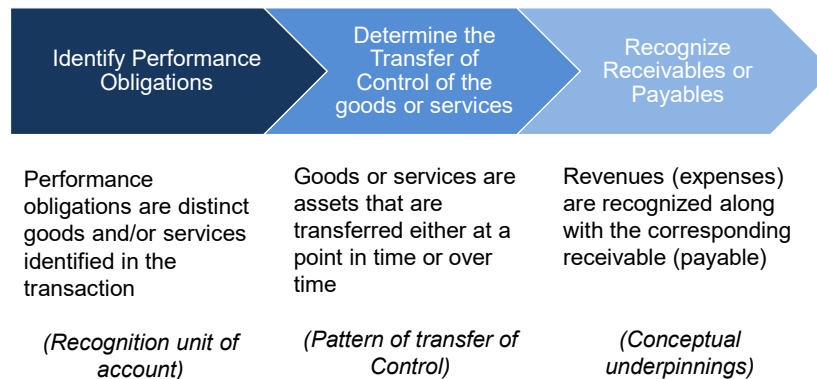 Identify Performance
Obligations
Determine the
Transfer of
Control of the
goods or services
Recognize
Receivables or
Payables
Performance
obligations are distinct
goods and/or services
identified in the
transaction
(Recognition unit of
account)
Goods or services are
assets that are
transferred either at a
point in time or over
time
(Pattern of transfer of
Control)
Revenues (expenses)
are recognized along
with the corresponding
receivable (payable)
(Conceptual
underpinnings)